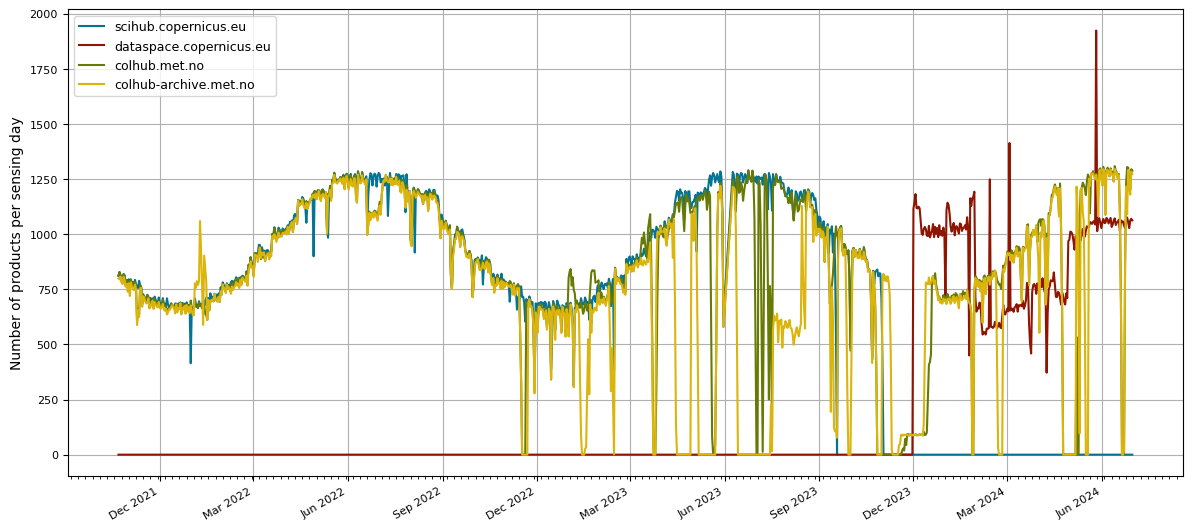 2000
1750
1500
1250
1000
750
500
250
0
Number of products per sensing day
scihub.copernicus.eu
dataspace.copernicus.eu
colhub.met.no
colhub-archive.met.no
Dec 2021
Mar 2022
Jun 2022
Sep 2022
Dec 2022
Mar 2023
Jun 2023
Sep 2023
Dec 2023
Mar 2024
Jun 2024